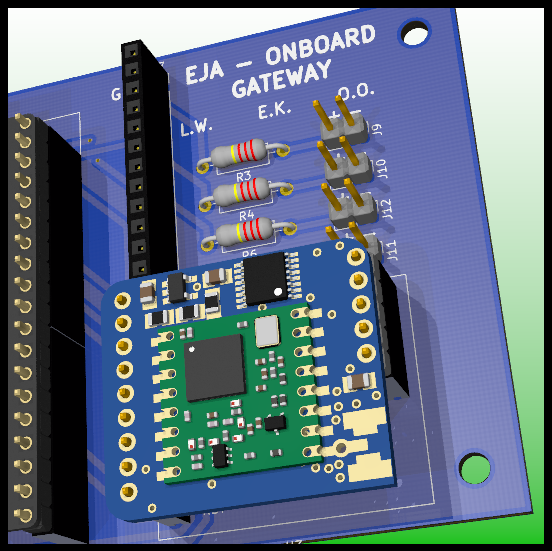 EJA – ONBOARD
GATEWAY
G
L.W.
E.K.
O.O.
J9
R3
J10
R4
J12
R6
J11